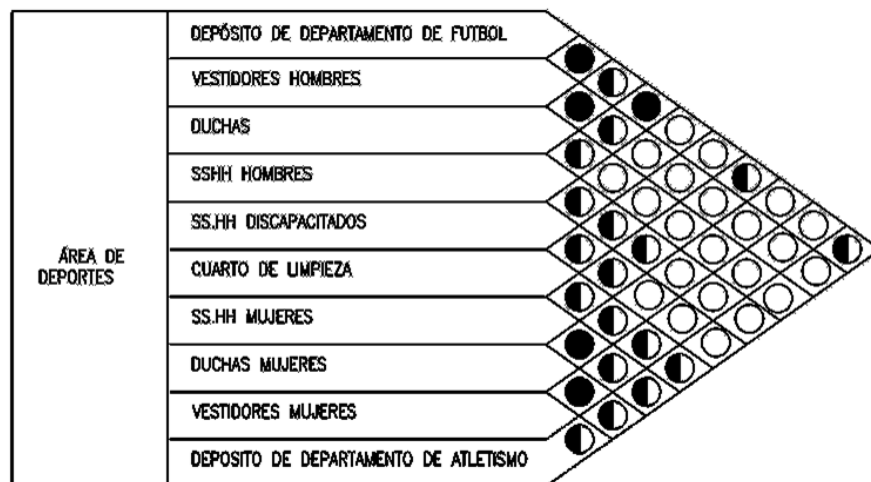 DEPÓSITO DE DEPARTAMENTO DE FUTBOL
VESTIDORES HOMBRES
DUCHAS
SSHH HOMBRES
SS.HH DISCAPACITADOS
CUARTO DE LIMPIEZA
SS.HH MUJERES
DUCHAS MUJERES
VESTIDORES MUJERES
DEPOSITO DE DEPARTAMENTO DE ATLETISMO
ÁREA DE
DEPORTES